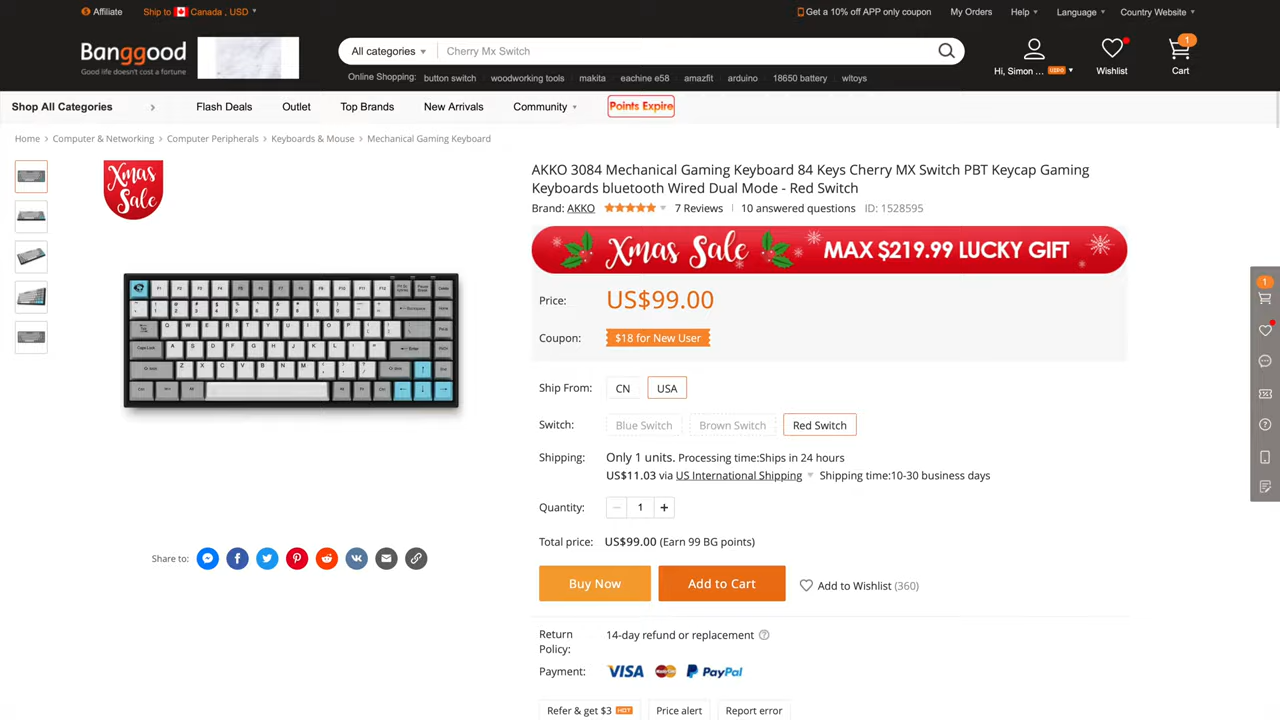 Affiliate
Ship to Canada , USD
Get a 10% off APP only coupon
My Orders
Help
Language
Country Website
Banggood
Good life doesn't cost a fortune
All categories
Cherry Mx Switch
Hi, Simon ...
Wishlist
1
Cart
Online Shopping: button switch woodworking tools makita eachine e58 amazfit arduino 18650 battery wltoys
Shop All Categories
Flash Deals
Outlet
Top Brands
New Arrivals
Community
Points Expire
Home > Computer & Networking > Computer Peripherals > Keyboards & Mouse > Mechanical Gaming Keyboard
Xmas
Sale
AKKO 3084 Mechanical Gaming Keyboard 84 Keys Cherry MX Switch PBT Keycap Gaming
Keyboards bluetooth Wired Dual Mode - Red Switch
Brand: AKKO 7 Reviews 10 answered questions ID: 1528595
Xmas Sale MAX $219.99 LUCKY GIFT
Price: US$99.00
Coupon: $18 for New User
Ship From: CN USA
Switch: Blue Switch Brown Switch Red Switch
Shipping: Only 1 units. Processing time:Ships in 24 hours
US$11.03 via US International Shipping Shipping time:10-30 business days
Quantity: 1 +
Total price: US$99.00 (Earn 99 BG points)
Share to:
Buy Now
Add to Cart
Add to Wishlist (360)
Return
Policy:
14-day refund or replacement
Payment: VISA PayPal
Refer & get $3 HOT
Price alert
Report error
1